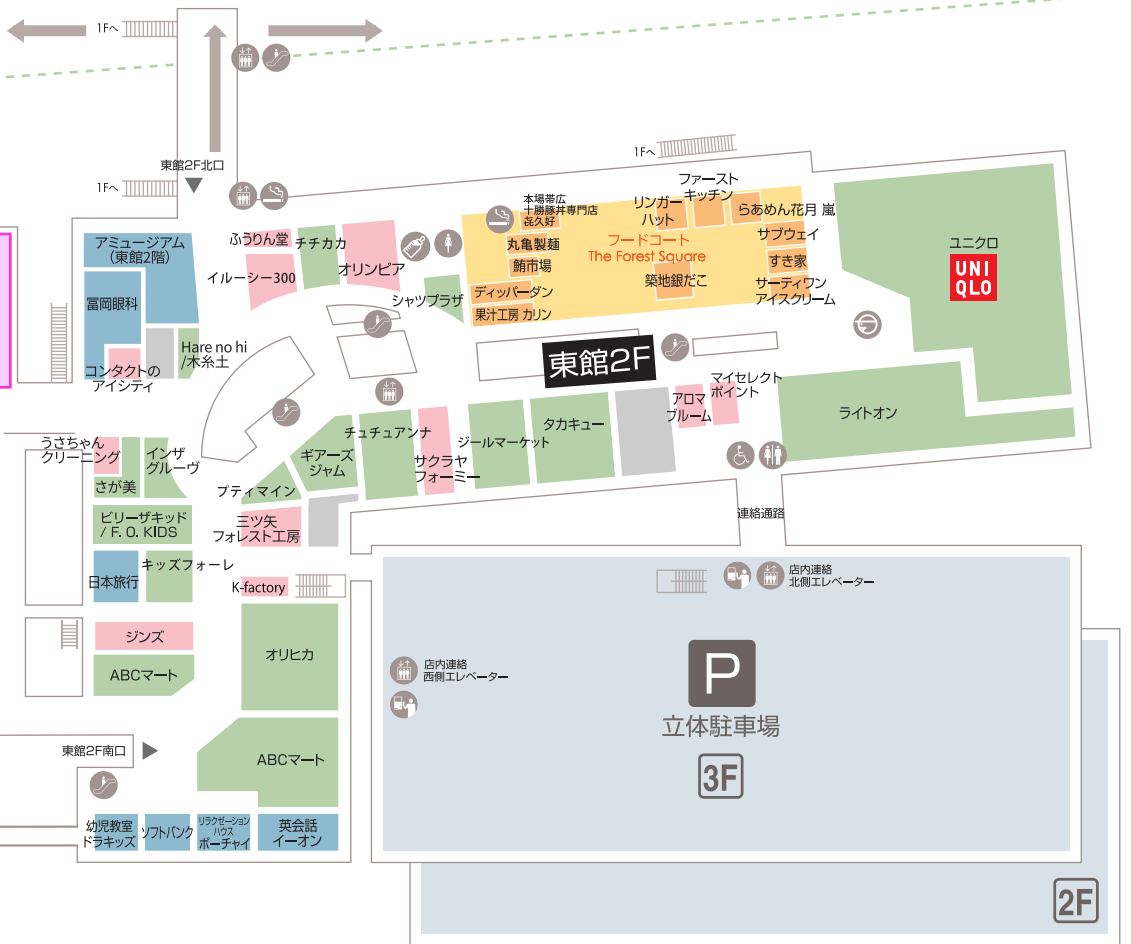 1Fへ
東館2F北口
1Fへ
1Fへ
アミュージアム
(東館2階)
冨岡眼科
コンタクトの
アイシティ
Hare no hi
/木糸土
ふうりん堂
イルーシー300
チチカカ
オリンピア
シャツプラザ
本場帯広
十勝豚丼専門店
㐂久好
丸亀製麺
鮪市場
ディッパーダン
果汁工房 カリン
フードコート
The Forest Square
リンガー
ハット
ファースト
キッチン
らあめん花月 嵐
サブウェイ
すき家
サーティワン
アイスクリーム
築地銀だこ
ユニクロ
UNI
QLO
東館2F
マイセレクト
ポイント
アロマ
ブルーム
ライトオン
タカキュー
ジールマーケット
サクラヤ
フォーミー
チュチュアンナ
ギアーズ
ジャム
プティマイン
三ツ矢
フォレスト工房
うさちゃん
クリーニング
さが美
インザ
グルーヴ
ビリーザキッド
/ F. O. KIDS
日本旅行
キッズフォーレ
K-factory
ジンズ
ABCマート
オリヒカ
ABCマート
東館2F南口
幼児教室
ドラキッズ
ソフトバンク
リラクゼーション
ハウス
ボーチャイ
英会話
イーオン
連絡通路
店内連絡
北側エレベーター
店内連絡
西側エレベーター
P
立体駐車場
3F
2F